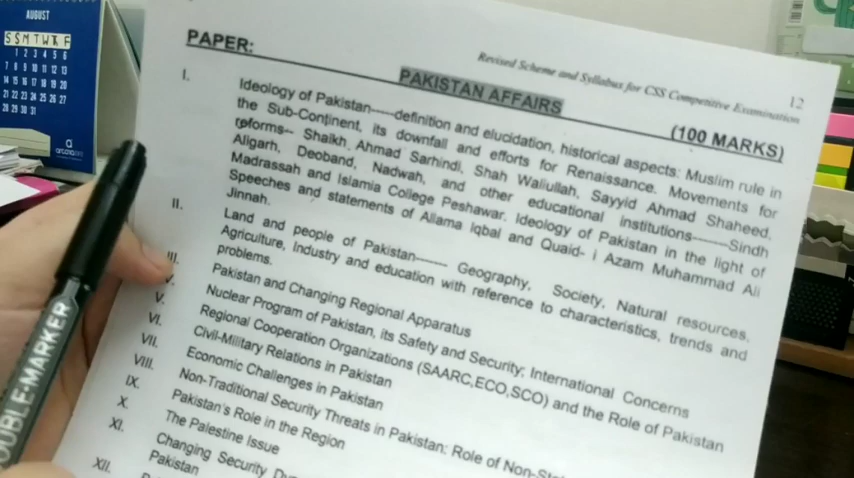 AUGUST
S S M T W T F
1 2 3 4 5 6
7 8 9 10 11 12 13
14 15 16 17 18 19 20
21 22 23 24 25 26 27
28 29 30 31
OUBLE-MARKER
Revised Scheme and Syllabus for CSS Competitive Examination
12
PAPER: PAKISTAN AFFAIRS (100 MARKS)
I. Ideology of Pakistan-----definition and elucidation, historical aspects: Muslim rule in
the Sub-Continent, its downfall and efforts for Renaissance. Movements for
reforms-- Shaikh Ahmad Sarhindi, Shah Waliullah, Sayyid Ahmad Shaheed,
Aligarh, Deoband, Nadwah, and other educational institutions-------Sindh
Madrassah and Islamia College Peshawar. Ideology of Pakistan in the light of
Speeches and statements of Allama Iqbal and Quaid- i Azam Muhammad Ali
Jinnah.
II. Land and people of Pakistan------- Geography, Society, Natural resources,
Agriculture, Industry and education with reference to characteristics, trends and
problems.
III. Pakistan and Changing Regional Apparatus
V. Nuclear Program of Pakistan, its Safety and Security; International Concerns
V. Regional Cooperation Organizations (SAARC,ECO,SCO) and the Role of Pakistan
VI. Civil-Military Relations in Pakistan
VII. Economic Challenges in Pakistan
VIII. Non-Traditional Security Threats in Pakistan: Role of Non-
IX. Pakistan's Role in the Region
X. The Palestine Issue
XI. Changing Security
Pakistan
XII.